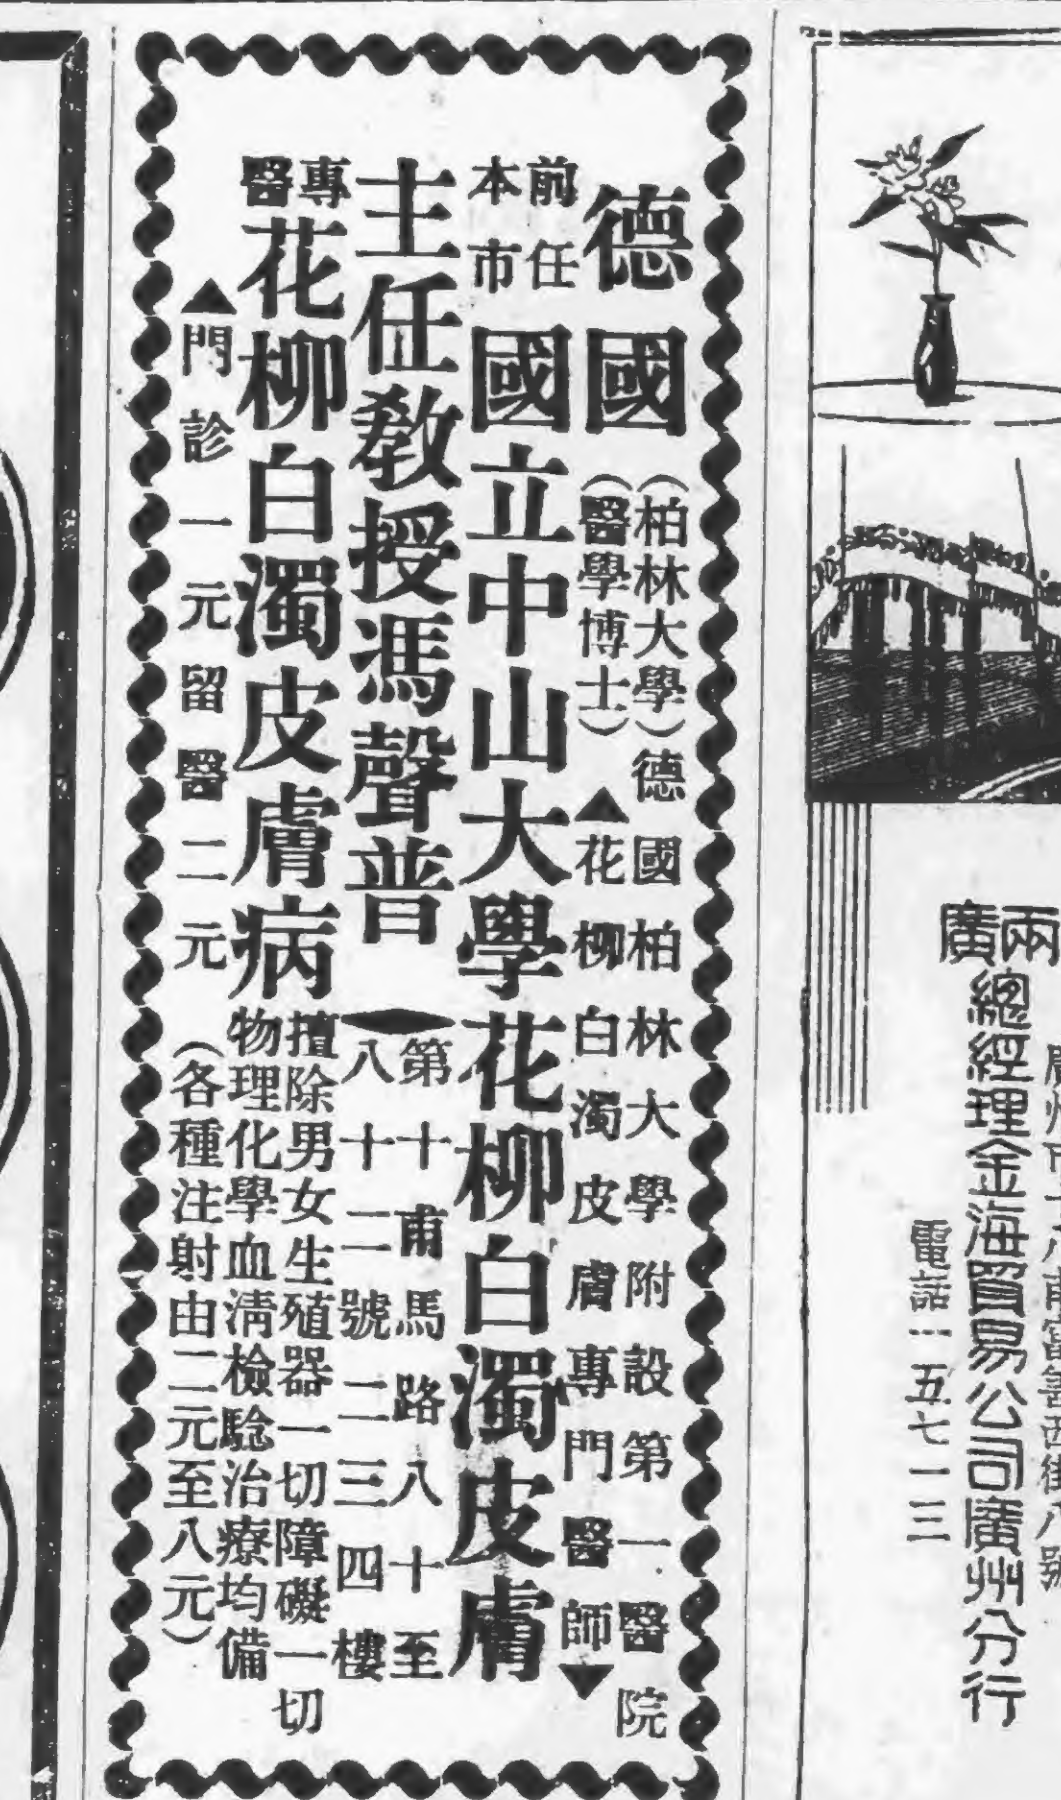 兩廣總經理金海貿易公司廣州分行
電話：五七一三
德國（柏林大學）德國柏林大學附設第一醫院
（醫學博士）▲花柳白濁皮膚專門醫師▼
前任
本市
國立中山大學花柳白濁皮膚
主任教授馮聲普
第十甫馬路八十至
八十二號二三四樓
專醫花柳白濁皮膚病
擅除男女生殖器一切障礙一切
物理化學血清檢驗治療均備
▲門診一元留醫二元（各種注射由二元至八元）